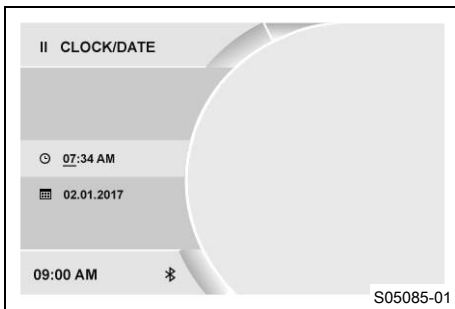 II CLOCK/DATE
07:34 AM
02.01.2017
09:00 AM
S05085-01